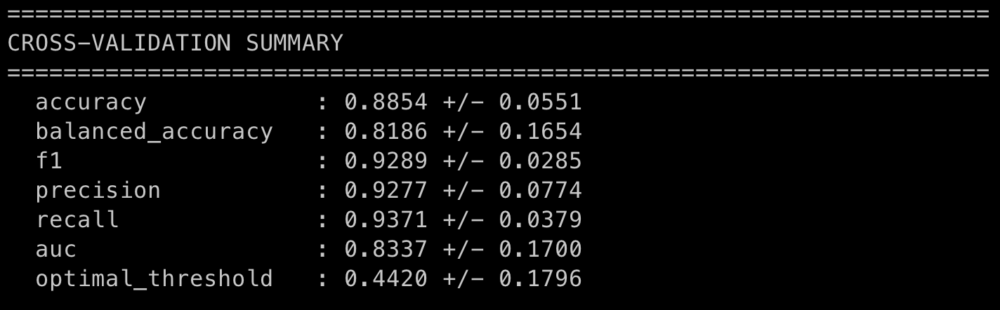 ======================================================================
CROSS-VALIDATION SUMMARY
======================================================================
  accuracy            : 0.8854 +/- 0.0551
  balanced_accuracy   : 0.8186 +/- 0.1654
  f1                  : 0.9289 +/- 0.0285
  precision           : 0.9277 +/- 0.0774
  recall              : 0.9371 +/- 0.0379
  auc                 : 0.8337 +/- 0.1700
  optimal_threshold   : 0.4420 +/- 0.1796